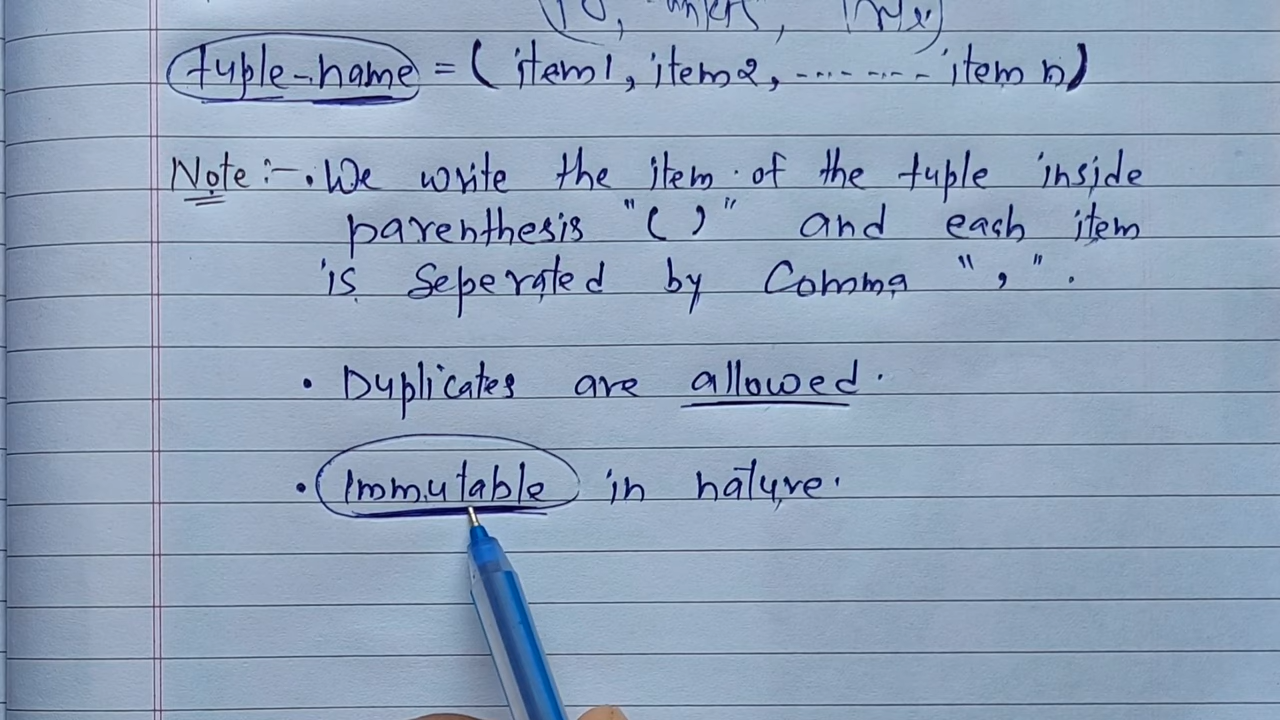 tuple-name = ( item1, item2, ---- --- item n)
Note :- . We write the item of the tuple inside
parenthesis "( )" and each item
is Seperated by Comma " , " .
• Duplicates are allowed.
• Immutable in nature.